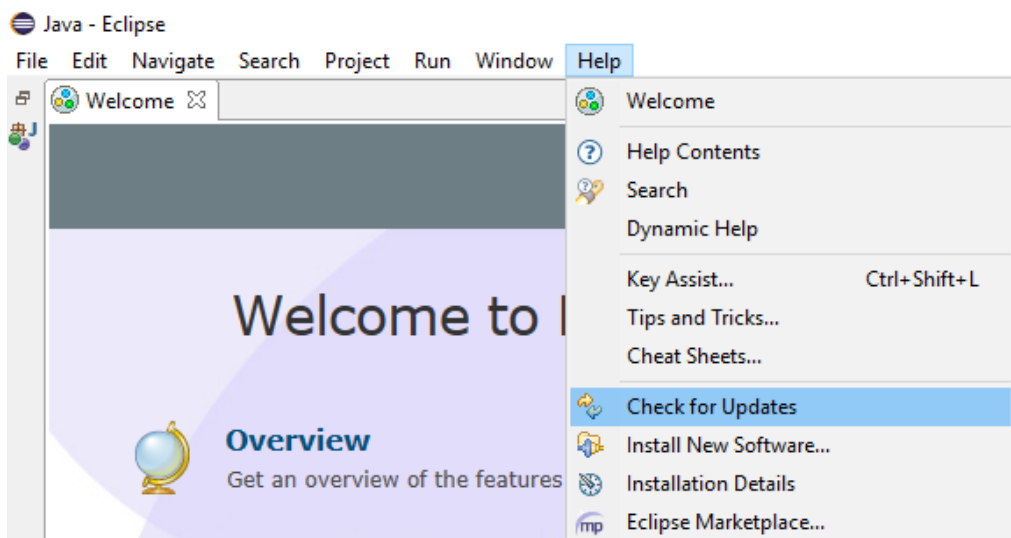 Java - Eclipse
File Edit Navigate Search Project Run Window Help
Welcome
Welcome to
Overview
Get an overview of the features
Welcome
Help Contents
Search
Dynamic Help
Key Assist... Ctrl+Shift+L
Tips and Tricks...
Cheat Sheets...
Check for Updates
Install New Software...
Installation Details
mp Eclipse Marketplace...